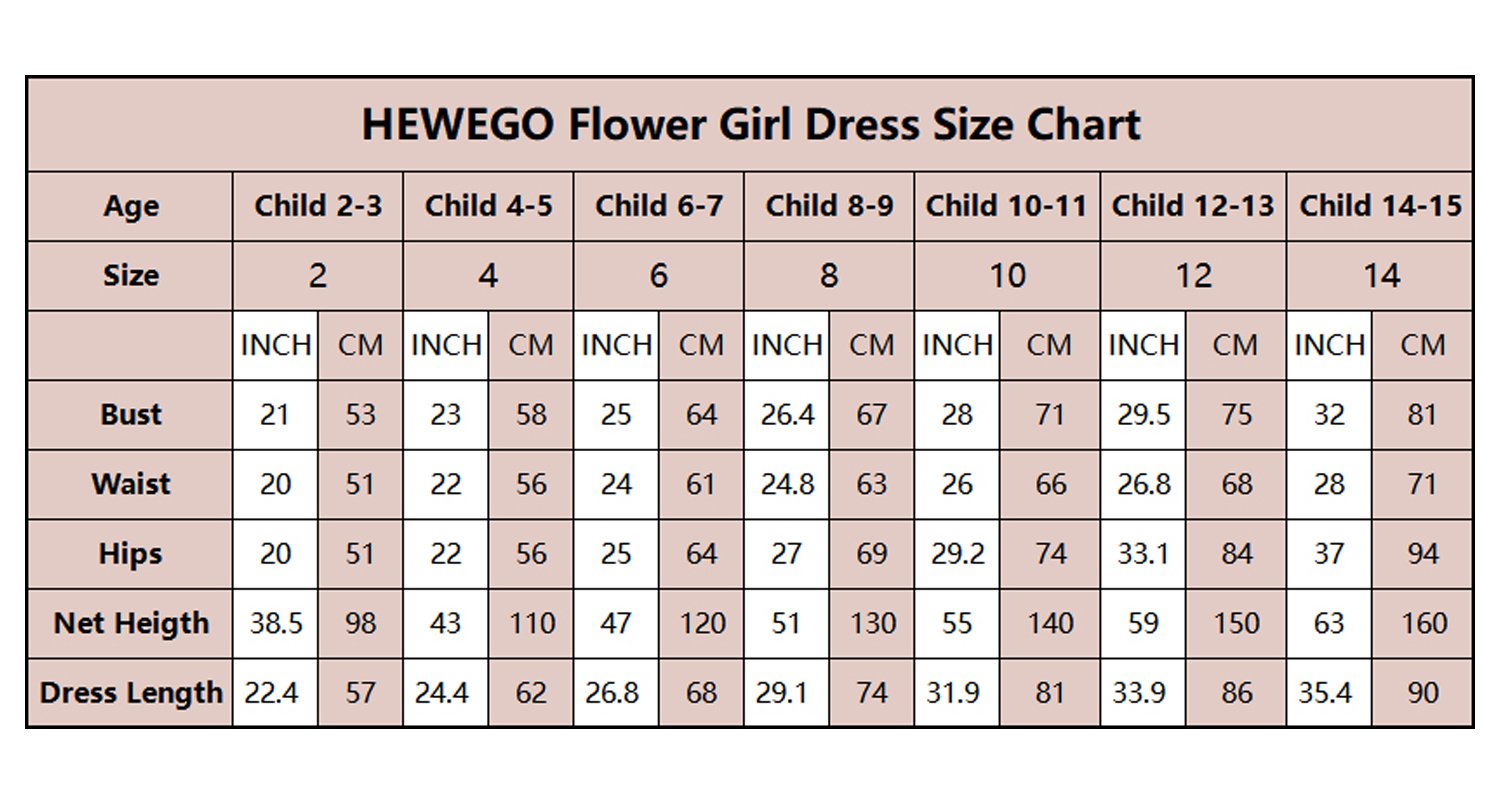 HEWEGO Flower Girl Dress Size Chart
Age Child 2-3 Child 4-5 Child 6-7 Child 8-9 Child 10-11 Child 12-13 Child 14-15
Size 2 4 6 8 10 12 14
INCH CM INCH CM INCH CM INCH CM INCH CM INCH CM INCH CM
Bust 21 53 23 58 25 64 26.4 67 28 71 29.5 75 32 81
Waist 20 51 22 56 24 61 24.8 63 26 66 26.8 68 28 71
Hips 20 51 22 56 25 64 27 69 29.2 74 33.1 84 37 94
Net Heigth 38.5 98 43 110 47 120 51 130 55 140 59 150 63 160
Dress Length 22.4 57 24.4 62 26.8 68 29.1 74 31.9 81 33.9 86 35.4 90